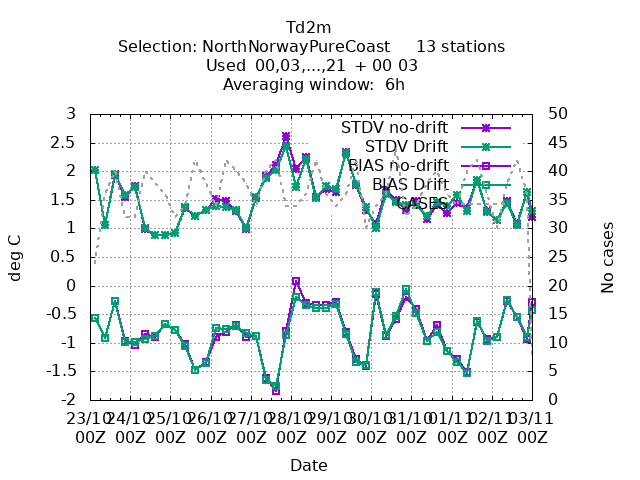 Td2m
Selection: NorthNorwayPureCoast 13 stations
Used 00,03,...,21 + 00 03
Averaging window: 6h
STDV no-drift
STDV Drift
BIAS no-drift
BIAS Drift
CASES
deg C
3
2.5
2
1.5
1
0.5
0
-0.5
-1
-1.5
-2
No cases
50
45
40
35
30
25
20
15
10
5
0
23/10 24/10 25/10 26/10 27/10 28/10 29/10 30/10 31/10 01/11 02/11 03/11
00Z 00Z 00Z 00Z 00Z 00Z 00Z 00Z 00Z 00Z 00Z 00Z
Date